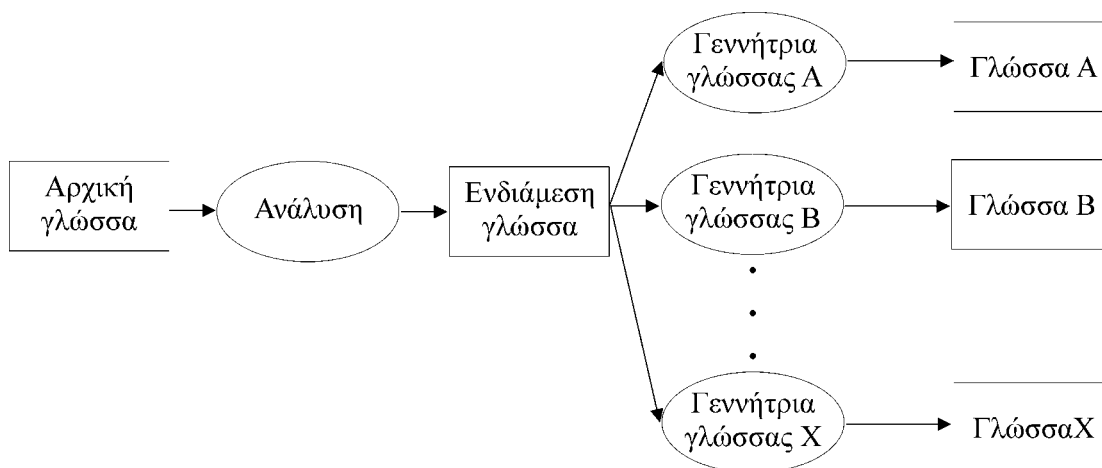 Αρχική
γλώσσα
Ανάλυση
Ενδιάμεση
γλώσσα
Γεννήτρια
γλώσσας Α
Γλώσσα Α
Γεννήτρια
γλώσσας Β
Γλώσσα Β
Γεννήτρια
γλώσσας Χ
ΓλώσσαΧ